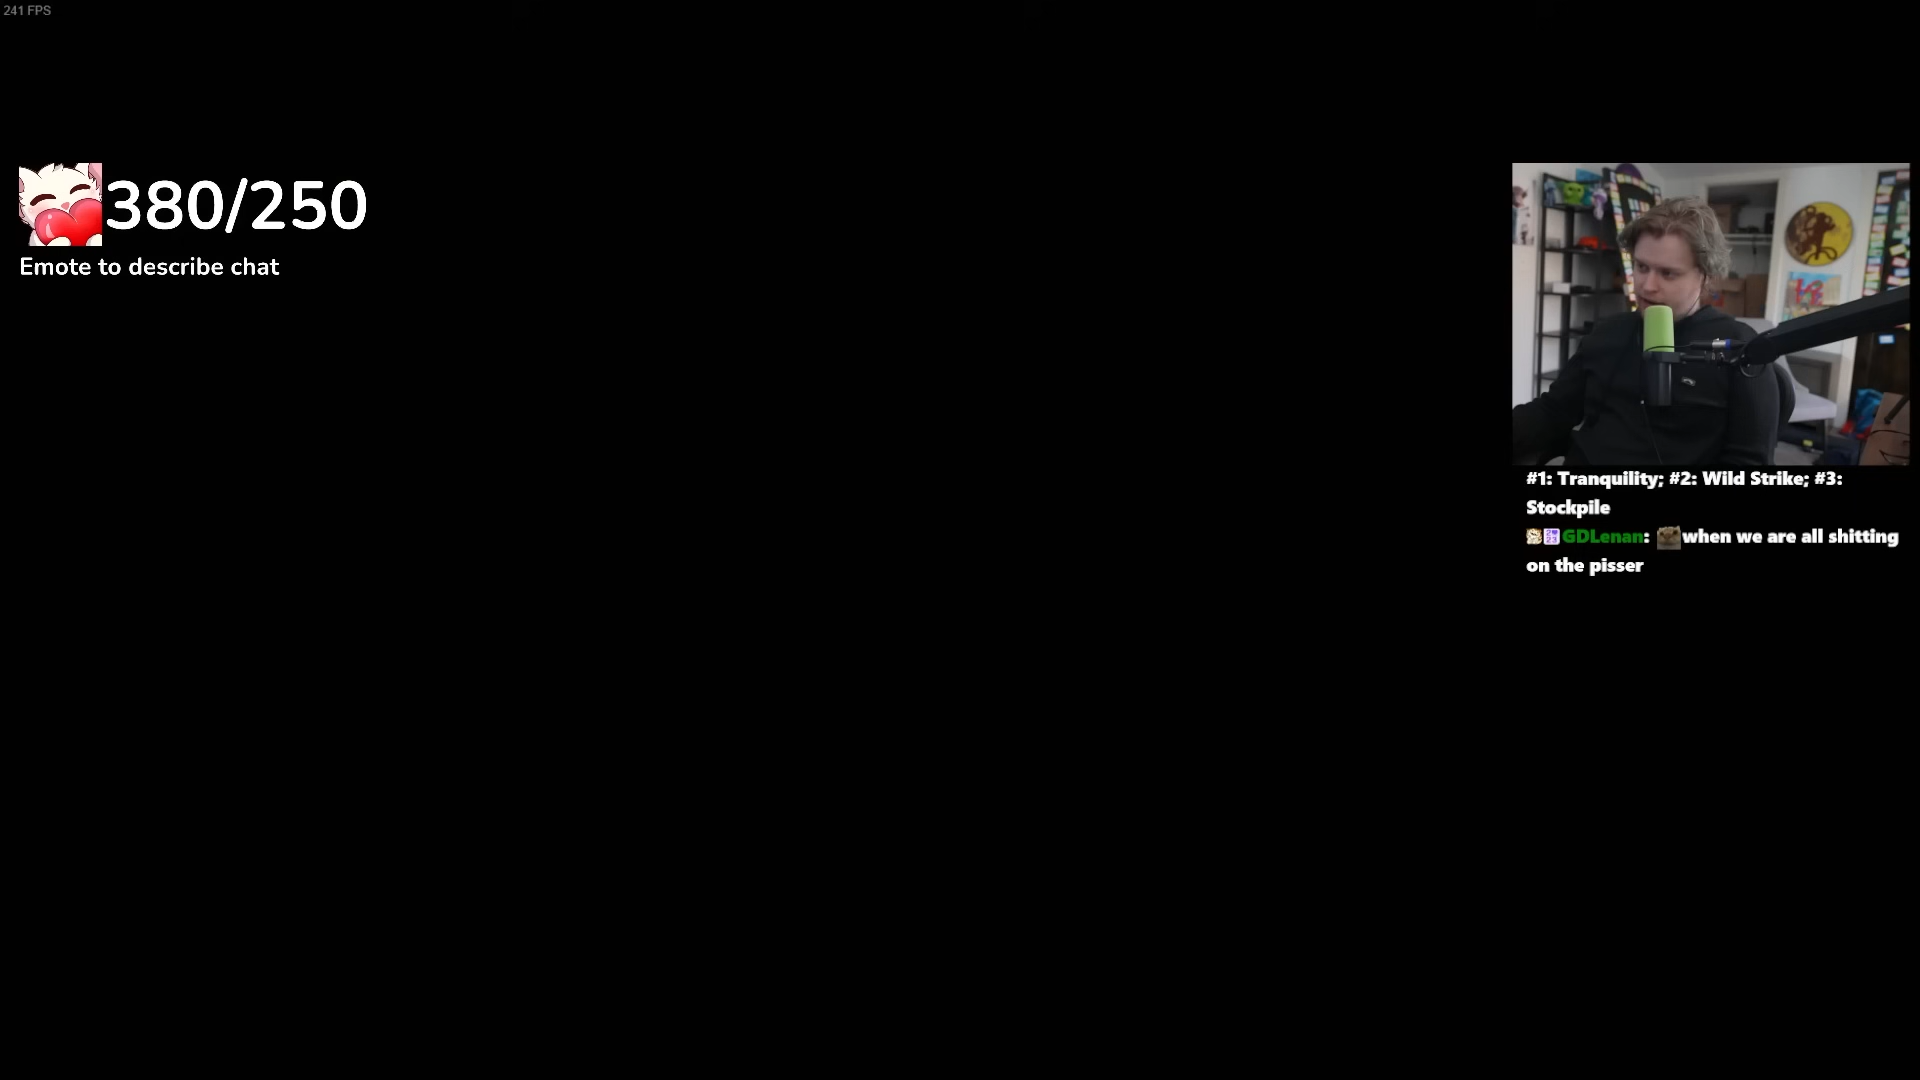 241 FPS
380/250
Emote to describe chat
#1: Tranquility; #2: Wild Strike; #3:
Stockpile
GDLenan: when we are all shitting
on the pisser